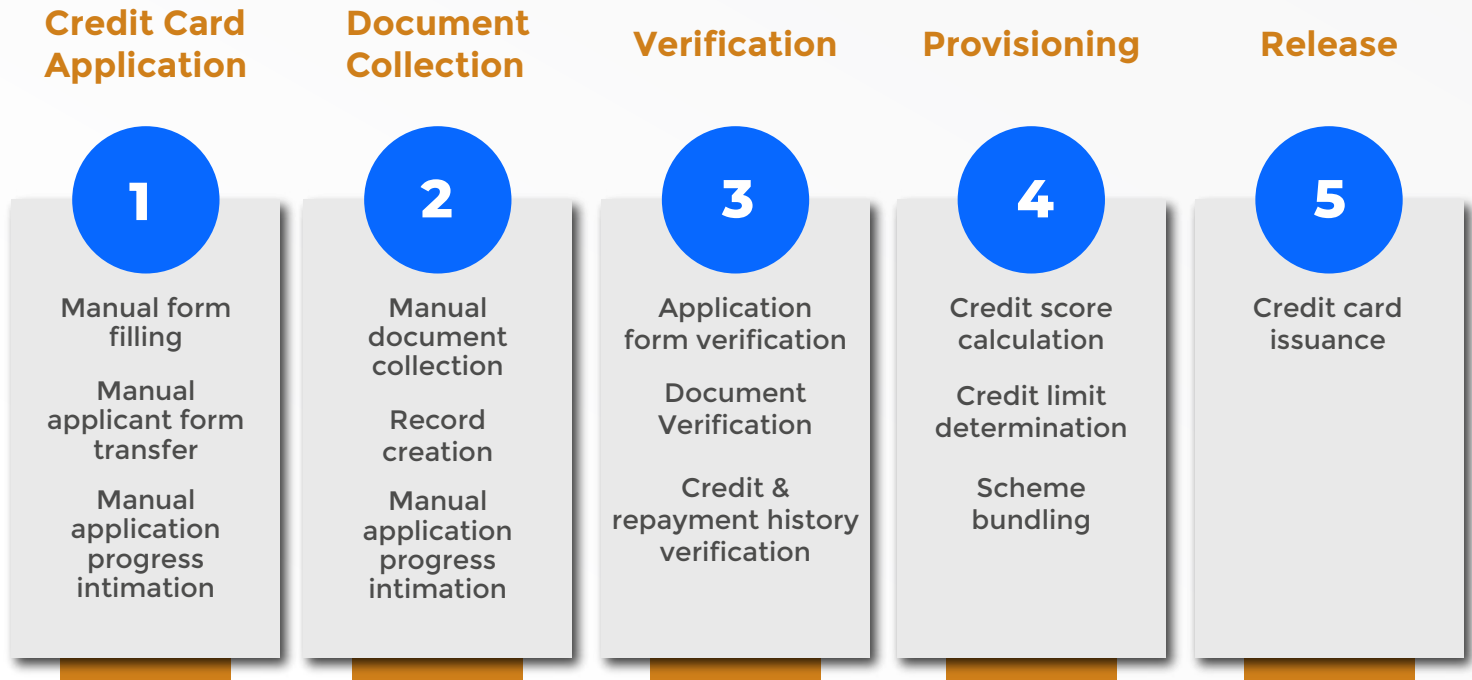 Credit Card
Application
1
Manual form
filling
Manual
applicant form
transfer
Manual
application
progress
intimation
Document
Collection
2
Manual
document
collection
Record
creation
Manual
application
progress
intimation
Verification
3
Application
form verification
Document
Verification
Credit &
repayment history
verification
Provisioning
4
Credit score
calculation
Credit limit
determination
Scheme
bundling
Release
5
Credit card
issuance